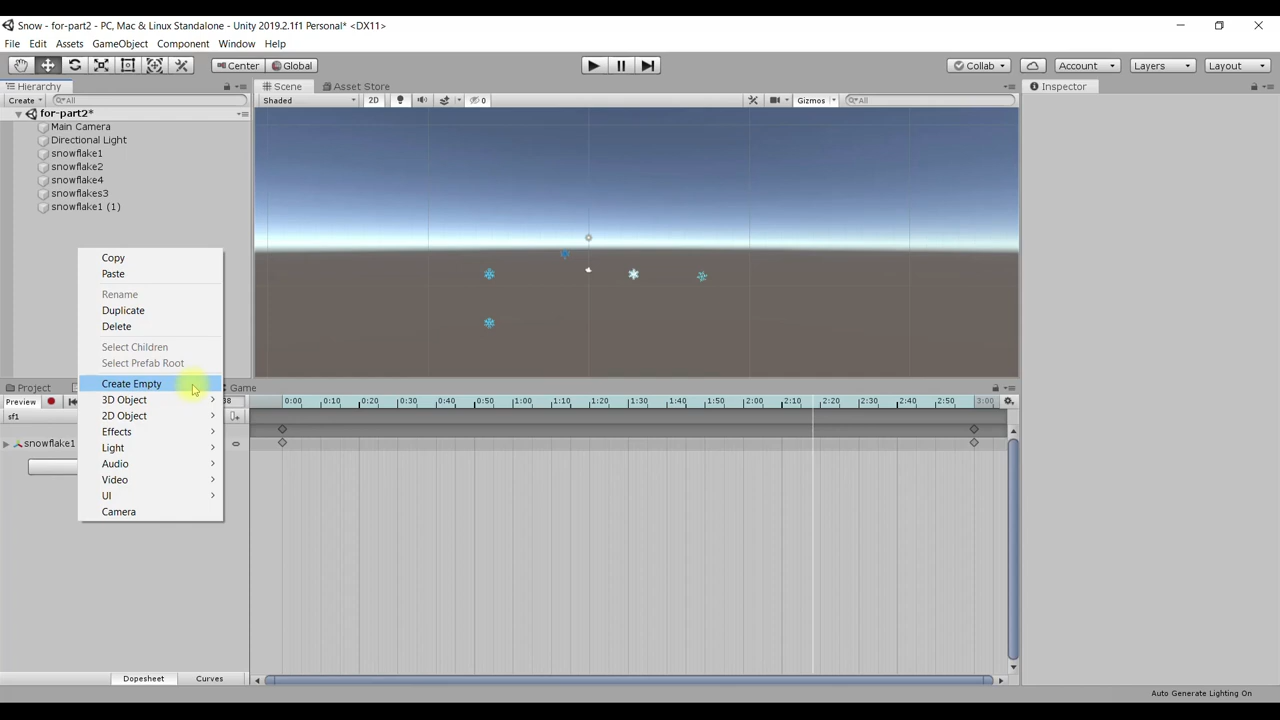 Snow - for-part2 - PC, Mac & Linux Standalone - Unity 2019.2.1f1 Personal* <DX11>
File Edit Assets GameObject Component Window Help
Center Global Collab Account Layers Layout
Hierarchy Scene Asset Store Inspector
Create All Shaded 2D 0 Gizmos All
for-part2*
Main Camera
Directional Light
snowflake1
snowflake2
snowflake4
snowflakes3
snowflake1 (1)
Copy
Paste
Rename
Duplicate
Delete
Select Children
Select Prefab Root
Create Empty
3D Object
2D Object
Effects
Light
Audio
Video
UI
Camera
Project Game
Preview 0:00 0:10 0:20 0:30 0:40 0:50 1:00 1:10 1:20 1:30 1:40 1:50 2:00 2:10 2:20 2:30 2:40 2:50 3:00
sf1
snowflake1
Dopesheet Curves
Auto Generate Lighting On